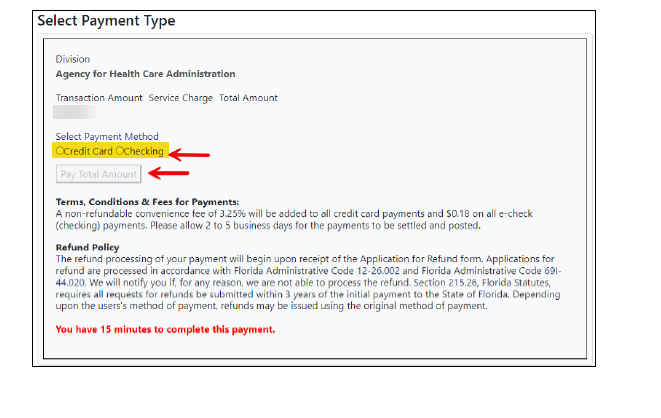 Select Payment Type
Division
Agency for Health Care Administration
Transaction Amount Service Charge Total Amount
Select Payment Method
Credit Card Checking
Pay Total Amount
Terms, Conditions & Fees for Payments:
A non-refundable convenience fee of 3.25% will be added to all credit card payments and $0.18 on all e-check
(checking) payments. Please allow 2 to 5 business days for the payments to be settled and posted.
Refund Policy
The refund processing of your payment will begin upon receipt of the Application for Refund form. Applications for
refund are processed in accordance with Florida Administrative Code 12-26.002 and Florida Administrative Code 69I-
44.020. We will notify you if, for any reason, we are not able to process the refund. Section 215.26, Florida Statutes,
requires all requests for refunds be submitted within 3 years of the initial payment to the State of Florida. Depending
upon the users's method of payment, refunds may be issued using the original method of payment.
You have 15 minutes to complete this payment.